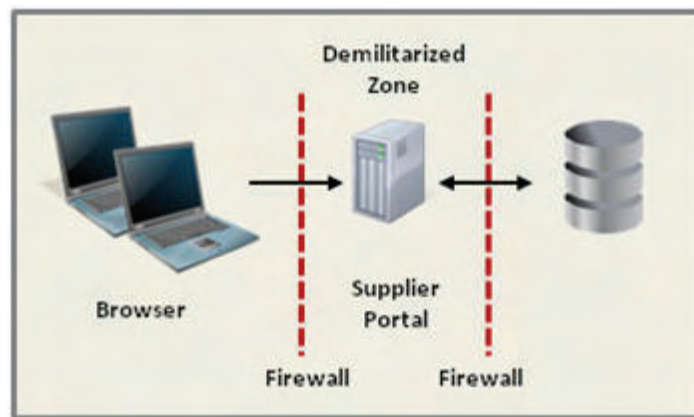 Demilitarized
Zone
Browser
Supplier
Portal
Firewall
Firewall